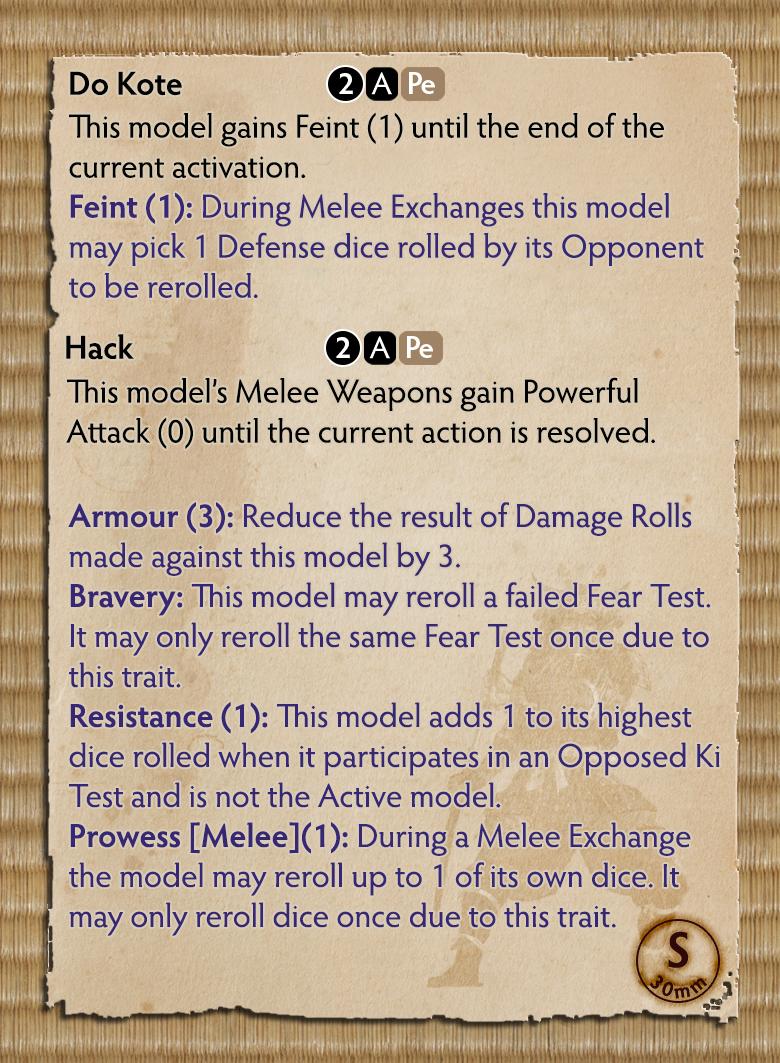 Do Kote 2 A Pe
This model gains Feint (1) until the end of the
current activation.
Feint (1): During Melee Exchanges this model
may pick 1 Defense dice rolled by its Opponent
to be rerolled.
Hack 2 A Pe
This model's Melee Weapons gain Powerful
Attack (0) until the current action is resolved.
Armour (3): Reduce the result of Damage Rolls
made against this model by 3.
Bravery: This model may reroll a failed Fear Test.
It may only reroll the same Fear Test once due to
this trait.
Resistance (1): This model adds 1 to its highest
dice rolled when it participates in an Opposed Ki
Test and is not the Active model.
Prowess [Melee](1): During a Melee Exchange
the model may reroll up to 1 of its own dice. It
may only reroll dice once due to this trait.
S
30mm